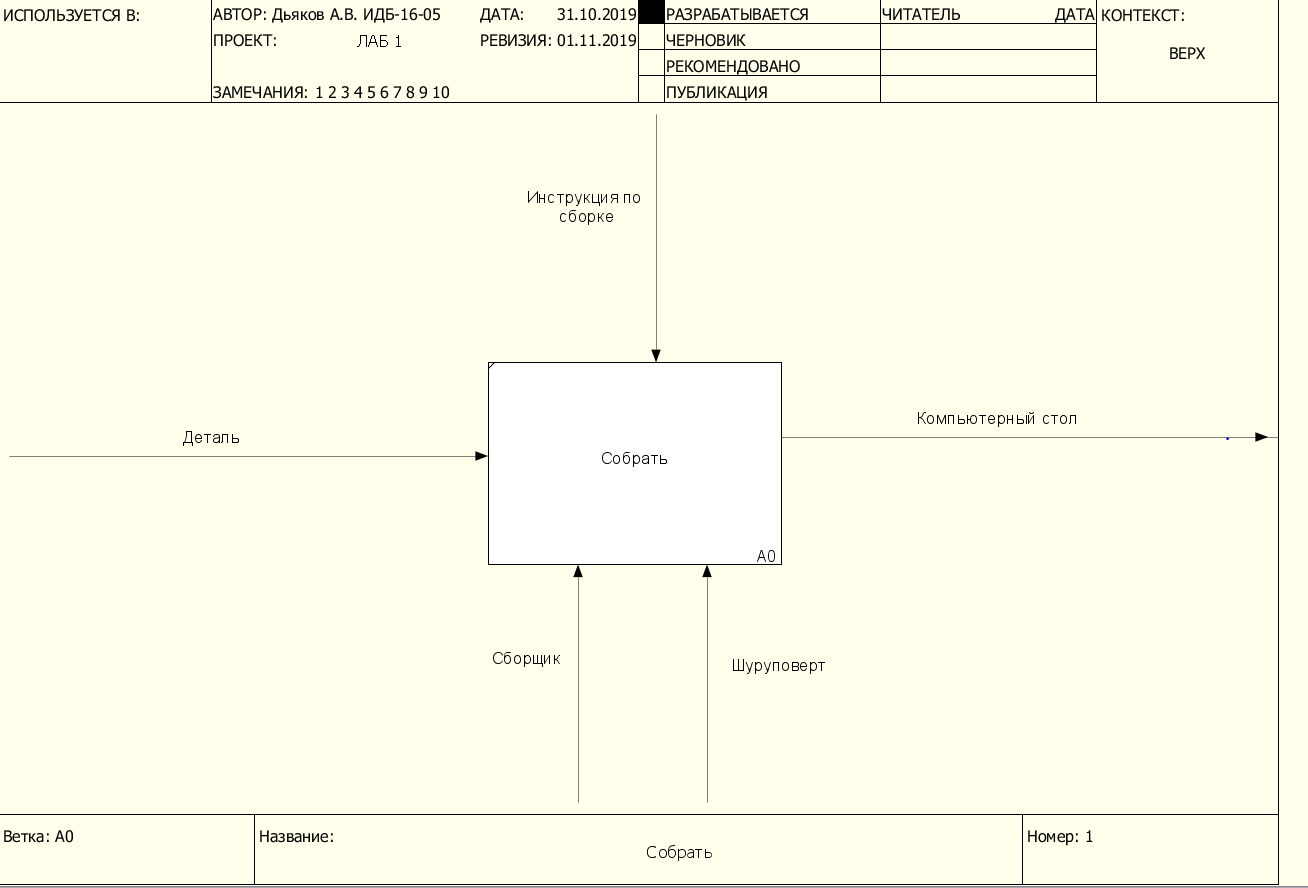 ИСПОЛЬЗУЕТСЯ В:
АВТОР: Дьяков А.В. ИДБ-16-05
ДАТА: 31.10.2019
РАЗРАБАТЫВАЕТСЯ
ЧИТАТЕЛЬ
ДАТА
КОНТЕКСТ:
ПРОЕКТ: ЛАБ 1
РЕВИЗИЯ: 01.11.2019
ЧЕРНОВИК
ВЕРХ
РЕКОМЕНДОВАНО
ЗАМЕЧАНИЯ: 1 2 3 4 5 6 7 8 9 10
ПУБЛИКАЦИЯ
Инструкция по
сборке
Деталь
Компьютерный стол
Собрать
A0
Сборщик
Шуруповерт
Ветка: A0
Название:
Собрать
Номер: 1